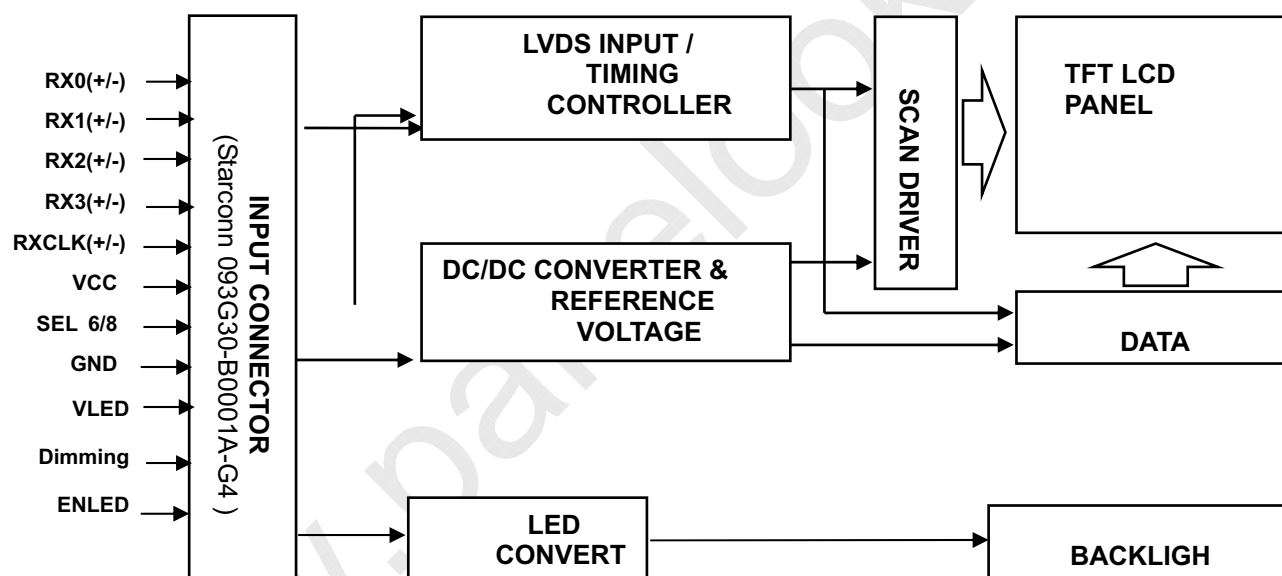 RX0(+/-)
RX1(+/-)
RX2(+/-)
RX3(+/-)
RXCLK(+/-)
VCC
SEL 6/8
GND
VLED
Dimming
ENLED
INPUT CONNECTOR
(Starconn 093G30-B0001A-G4 )
LVDS INPUT /
TIMING
CONTROLLER
DC/DC CONVERTER &
REFERENCE
VOLTAGE
LED
CONVERT
SCAN DRIVER
TFT LCD
PANEL
DATA
BACKLIGH